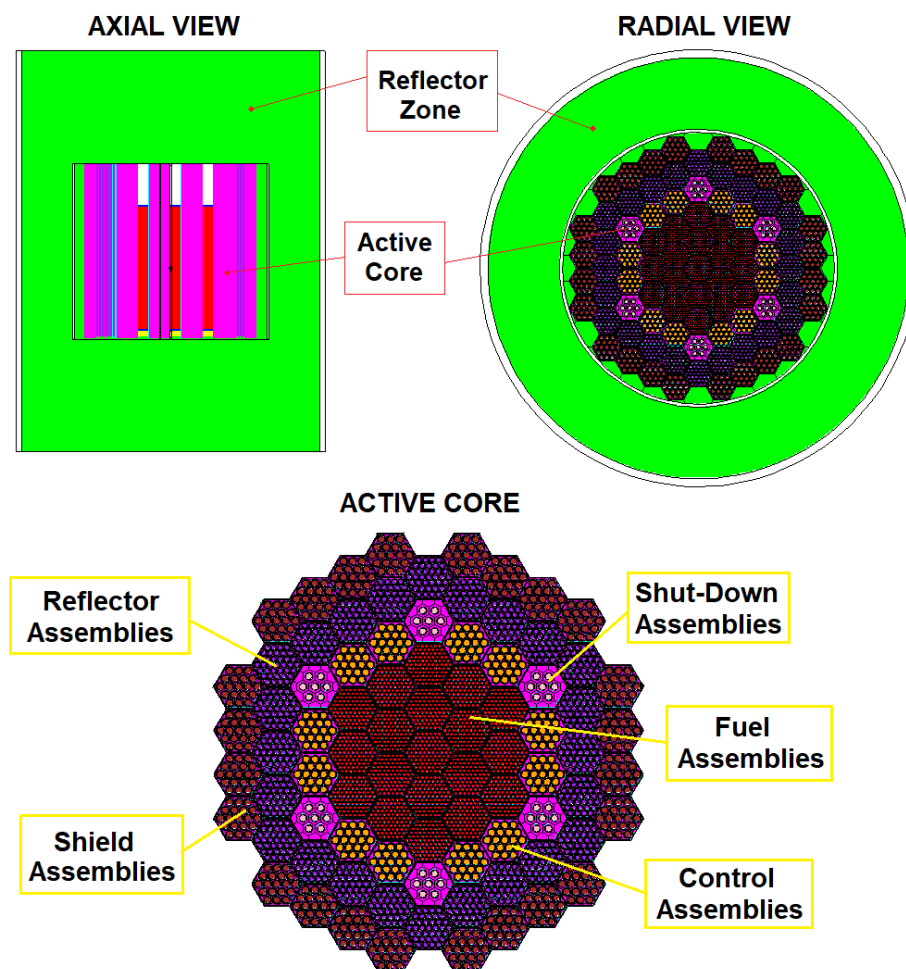 AXIAL VIEW
RADIAL VIEW
Reflector
Zone
Active
Core
ACTIVE CORE
Reflector
Assemblies
Shut-Down
Assemblies
Fuel
Assemblies
Shield
Assemblies
Control
Assemblies